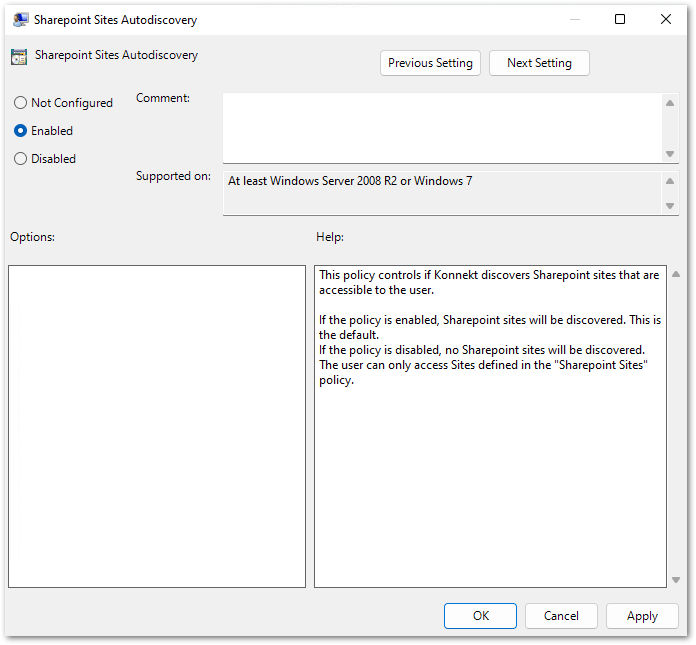 Sharepoint Sites Autodiscovery
Sharepoint Sites Autodiscovery
Previous Setting
Next Setting
Not Configured
Comment:
Enabled
Disabled
Supported on:
At least Windows Server 2008 R2 or Windows 7
Options:
Help:
This policy controls if Konnekt discovers Sharepoint sites that are
accessible to the user.
If the policy is enabled, Sharepoint sites will be discovered. This is
the default.
If the policy is disabled, no Sharepoint sites will be discovered.
The user can only access Sites defined in the "Sharepoint Sites"
policy.
OK
Cancel
Apply